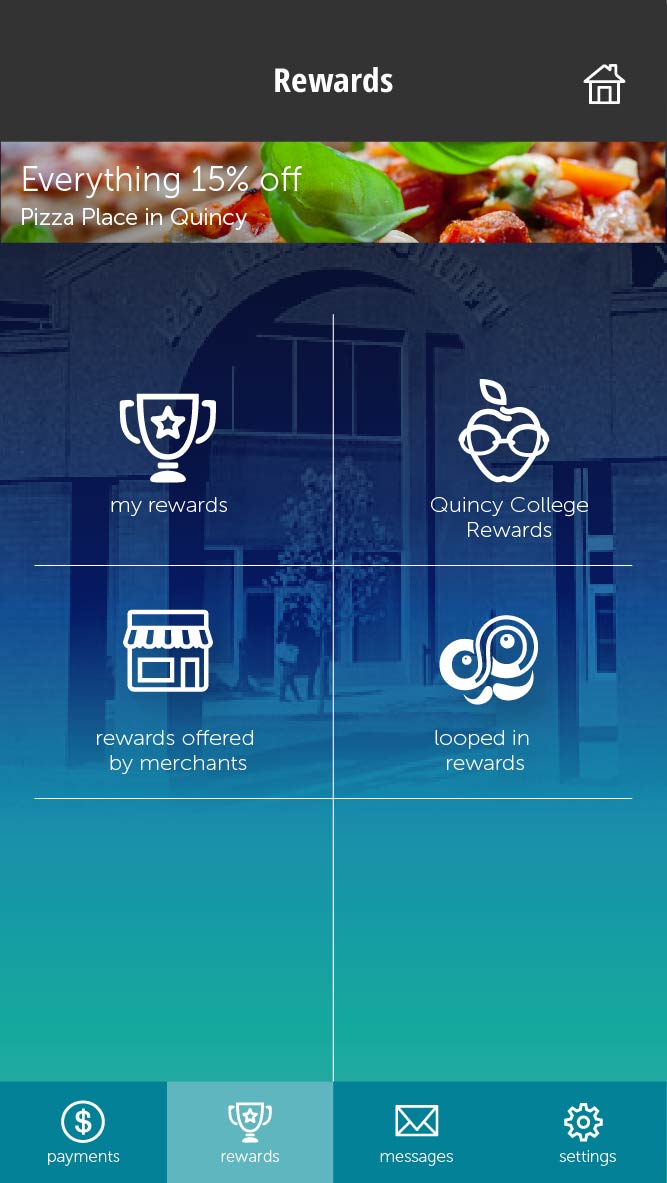 Rewards
Everything 15% off
Pizza Place in Quincy
my rewards
Quincy College
Rewards
rewards offered
by merchants
looped in
rewards
payments
rewards
messages
settings